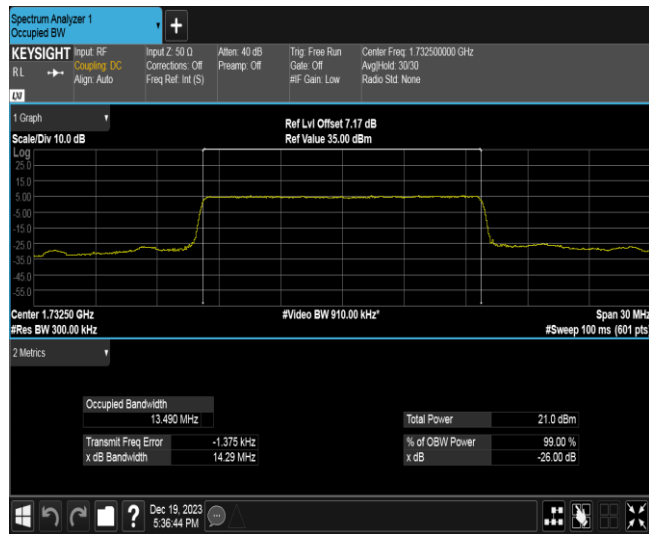 Spectrum Analyzer 1
Occupied BW
+
KEYSIGHT
RL
LXI
Input: RF
Coupling: DC
Align: Auto
Input Z: 50 Ω
Corrections: Off
Freq Ref: Int (S)
Atten: 40 dB
Preamp: Off
Trig: Free Run
Gate: Off
#IF Gain: Low
Center Freq: 1.732500000 GHz
Avg|Hold: 30/30
Radio Std: None
1 Graph
Scale/Div 10.0 dB
Ref Lvl Offset 7.17 dB
Ref Value 35.00 dBm
Log
25.0
15.0
5.00
-5.00
-15.0
-25.0
-35.0
-45.0
-55.0
Center 1.73250 GHz
#Res BW 300.00 kHz
#Video BW 910.00 kHz*
Span 30 MHz
#Sweep 100 ms (601 pts)
2 Metrics
Occupied Bandwidth
13.490 MHz
Transmit Freq Error -1.375 kHz
x dB Bandwidth 14.29 MHz
Total Power 21.0 dBm
% of OBW Power 99.00 %
x dB -26.00 dB
?
Dec 19, 2023
5:36:44 PM